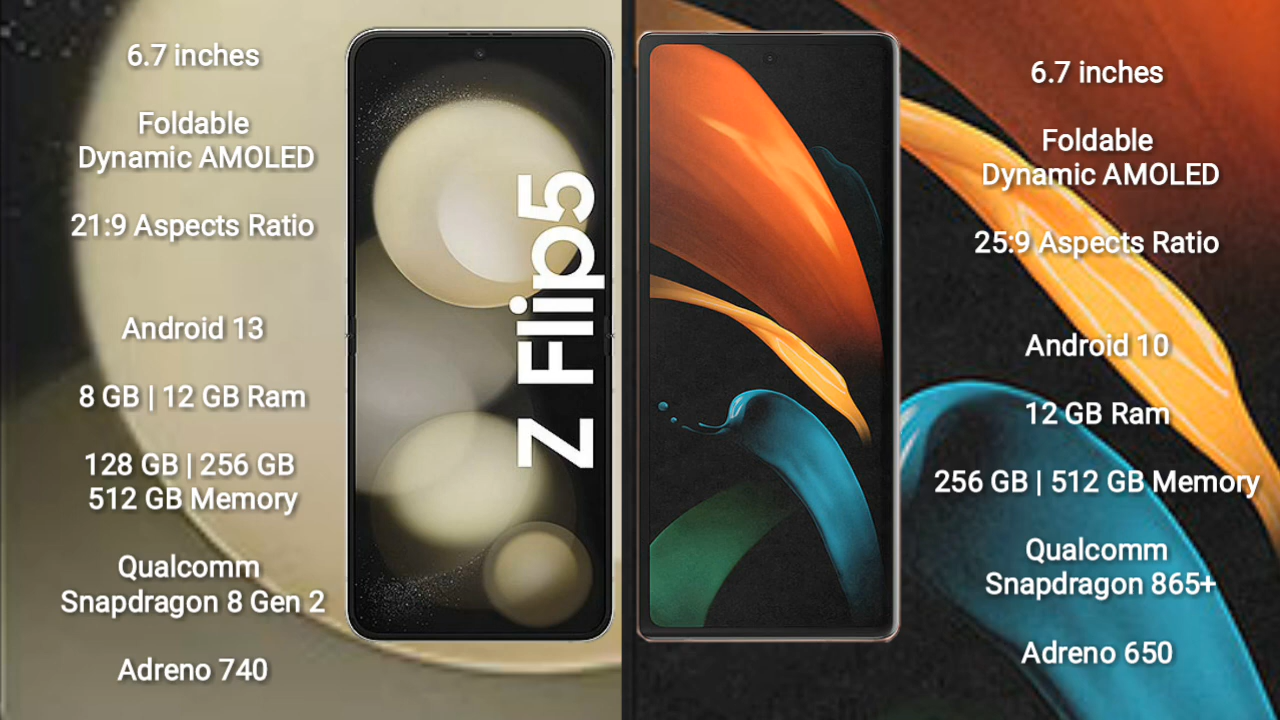 6.7 inches
Foldable
Dynamic AMOLED
21:9 Aspects Ratio
Android 13
8 GB | 12 GB Ram
128 GB | 256 GB
512 GB Memory
Qualcomm
Snapdragon 8 Gen 2
Adreno 740
Z Flip5
6.7 inches
Foldable
Dynamic AMOLED
25:9 Aspects Ratio
Android 10
12 GB Ram
256 GB | 512 GB Memory
Qualcomm
Snapdragon 865+
Adreno 650